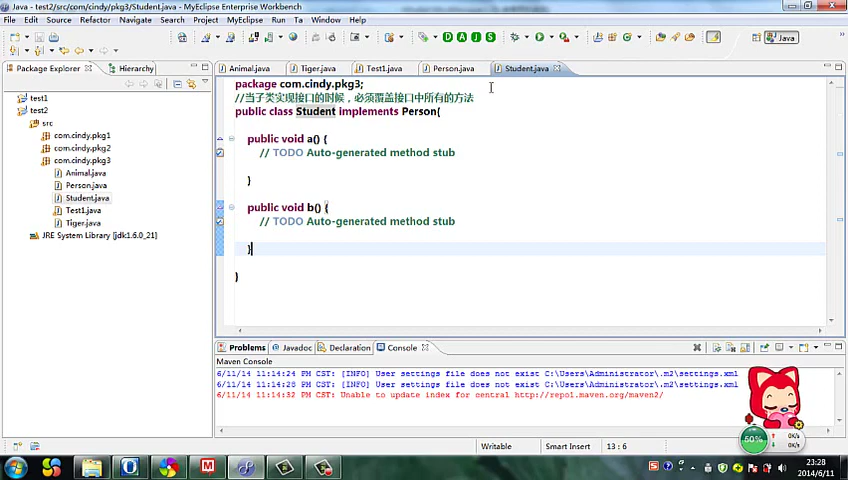 Java - test2/src/com/cindy/pkg3/Student.java - MyEclipse Enterprise Workbench
File Edit Source Refactor Navigate Search Project MyEclipse Run Ta Window Help
Java
Package Explorer Hierarchy
Animal.java Tiger.java Test1.java Person.java Student.java
test1
test2
src
com.cindy.pkg1
com.cindy.pkg2
com.cindy.pkg3
Animal.java
Person.java
Student.java
Test1.java
Tiger.java
JRE System Library [jdk1.6.0_21]
package com.cindy.pkg3;
//当子类实现接口的时候，必须覆盖接口中所有的方法
public class Student implements Person{
public void a() {
// TODO Auto-generated method stub
}
public void b() {
// TODO Auto-generated method stub
}
}
Problems Javadoc Declaration Console
Maven Console
6/11/14 11:14:24 PM CST: [INFO] User settings file does not exist C:\Users\Administrator\.m2\settings.xml
6/11/14 11:14:28 PM CST: [INFO] User settings file does not exist C:\Users\Administrator\.m2\settings.xml
6/11/14 11:14:32 PM CST: Unable to update index for central http://repo1.maven.org/maven2/
50%
0K/s
0K/s
Writable Smart Insert 13 : 6
23:28
2014/6/11